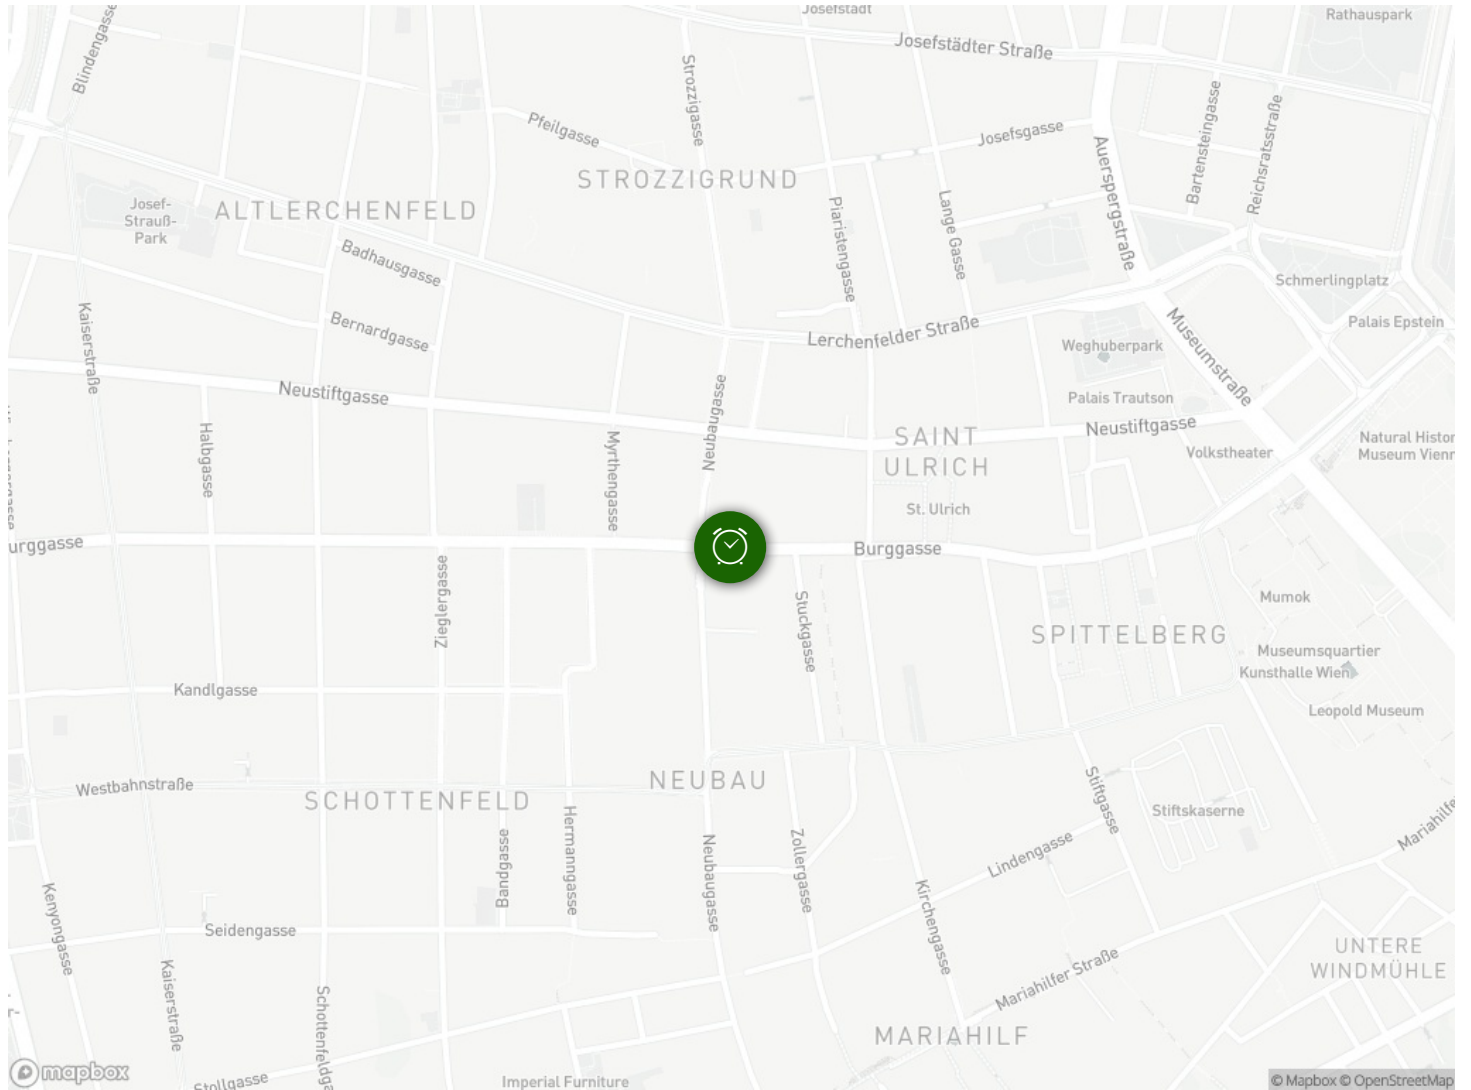 Josefstadt
Rathauspark
Josefstädter Straße
Blindengasse
Strozzigasse
Pfeilgasse
Josefsgasse
Auerspergstraße
Bartensteingasse
Reichsratsstraße
STROZZIGRUND
Josef-
Strauß-
Park
ALTLERCHENFELD
Piaristengasse
Lange Gasse
Badhausgasse
Schmerlingplatz
Kaiserstraße
Bernardgasse
Lerchenfelder Straße
Museumstraße
Palais Epstein
Weghuberpark
Neustiftgasse
Neubaugasse
Palais Trautson
Halbgasse
Myrthengasse
SAINT
ULRICH
Neustiftgasse
Volkstheater
Natural Histor
Museum Vienn
St. Ulrich
urggasse
Burggasse
Zieglergasse
Stuckgasse
Mumok
SPITTELBERG
Museumsquartier
Kunsthalle Wien
Kandlgasse
Leopold Museum
NEUBAU
Westbahnstraße
SCHOTTENFELD
Stiftgasse
Stiftskaserne
Mariahilfe
Bandgasse
Hermanngasse
Neubaugasse
Zollergasse
Lindengasse
Kirchengasse
Kenyongasse
Seidengasse
UNTERE
WINDMÜHLE
Kaiserstraße
Schottenfeldga
Mariahilfer Straße
MARIAHILF
r-
mapbox
Stollgasse
Imperial Furniture
© Mapbox © OpenStreetMap